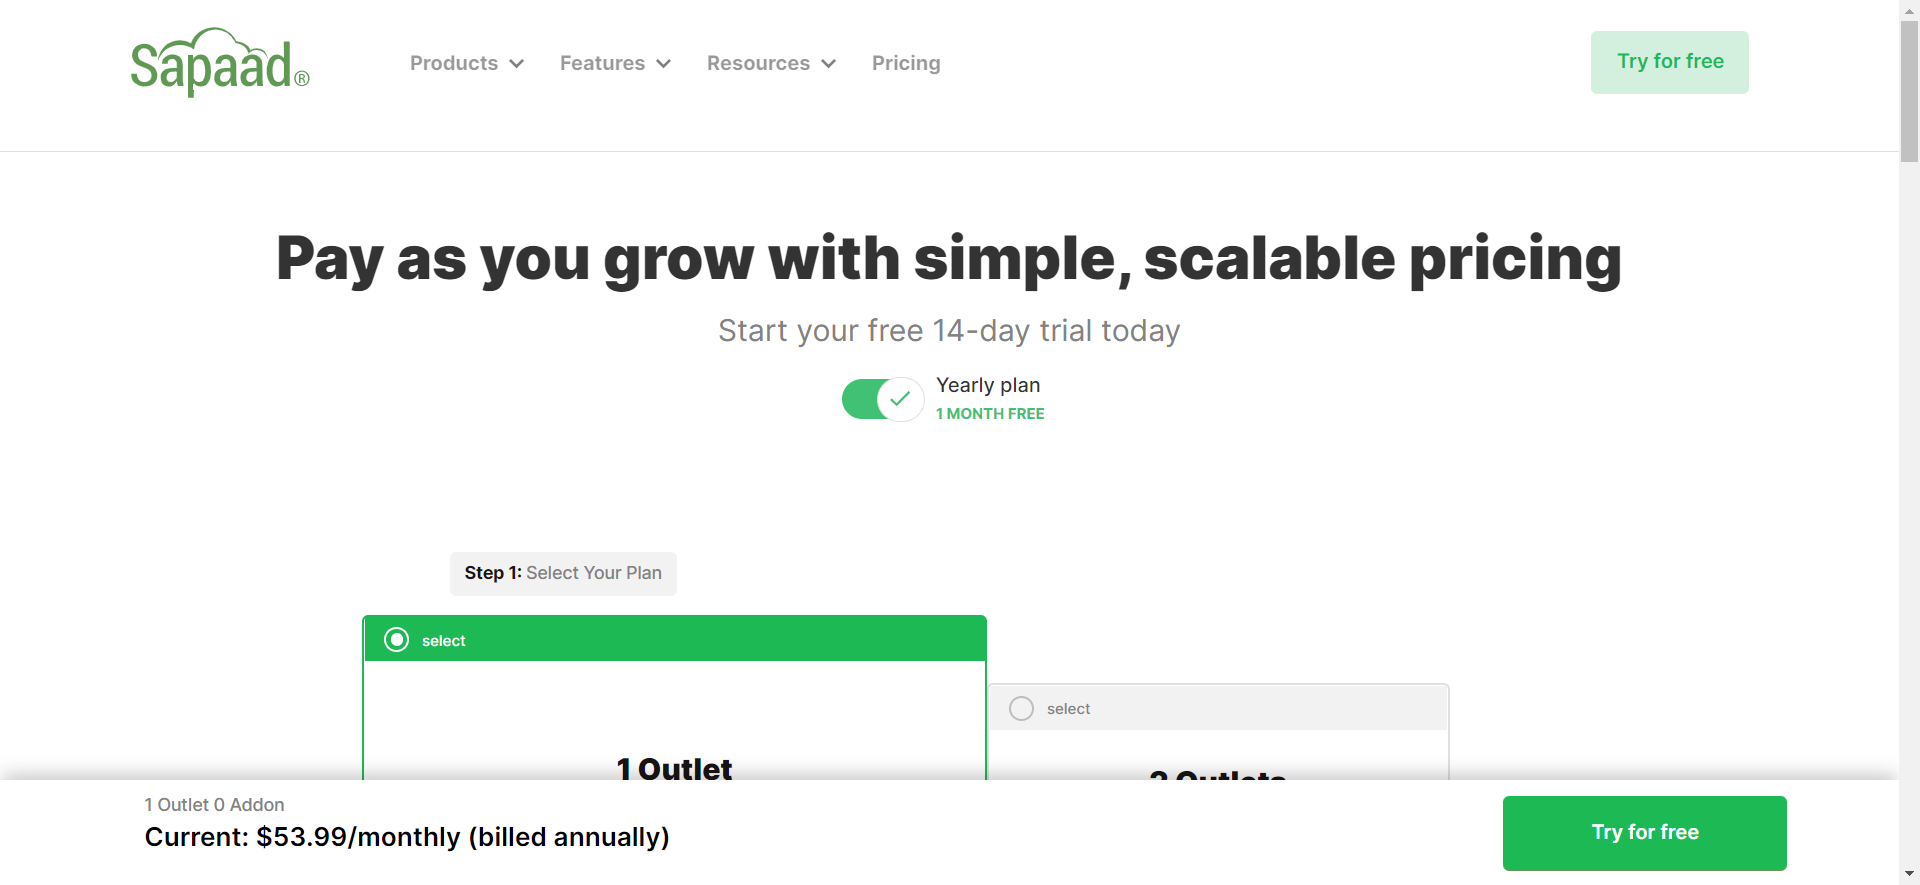 Sapaad®
Products
Features
Resources
Pricing
Try for free
Pay as you grow with simple, scalable pricing
Start your free 14-day trial today
Yearly plan
1 MONTH FREE
Step 1: Select Your Plan
select
select
1 Outlet
Outlets
1 Outlet 0 Addon
Current: $53.99/monthly (billed annually)
Try for free